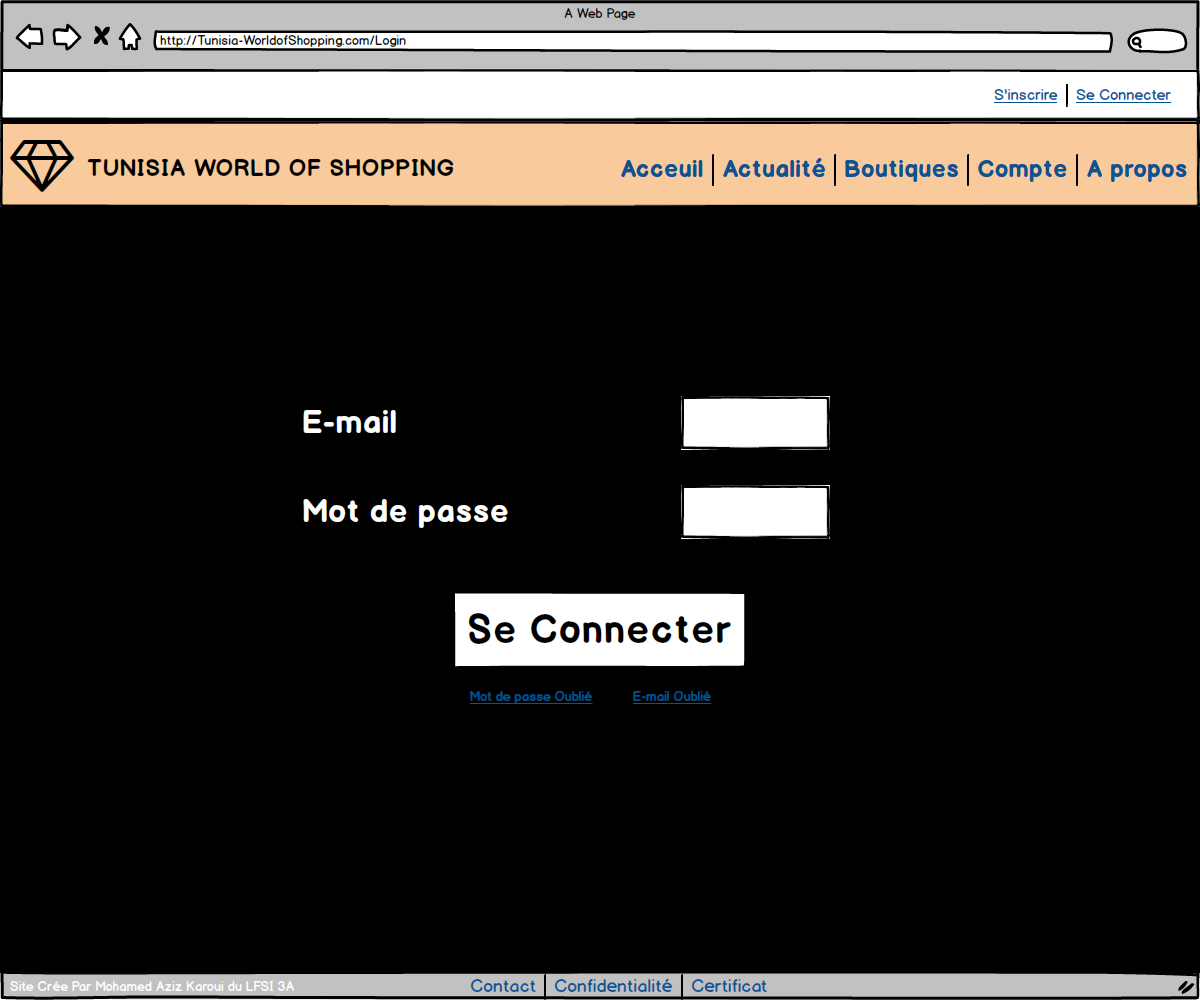 A Web Page
http://Tunisia-WorldofShopping.com/Login
S'inscrire Se Connecter
TUNISIA WORLD OF SHOPPING Acceuil Actualité Boutiques Compte A propos
E-mail
Mot de passe
Se Connecter
Mot de passe Oublié E-mail Oublié
Site Crée Par Mohamed Aziz Karoui du LFSI 3A Contact Confidentialité Certificat